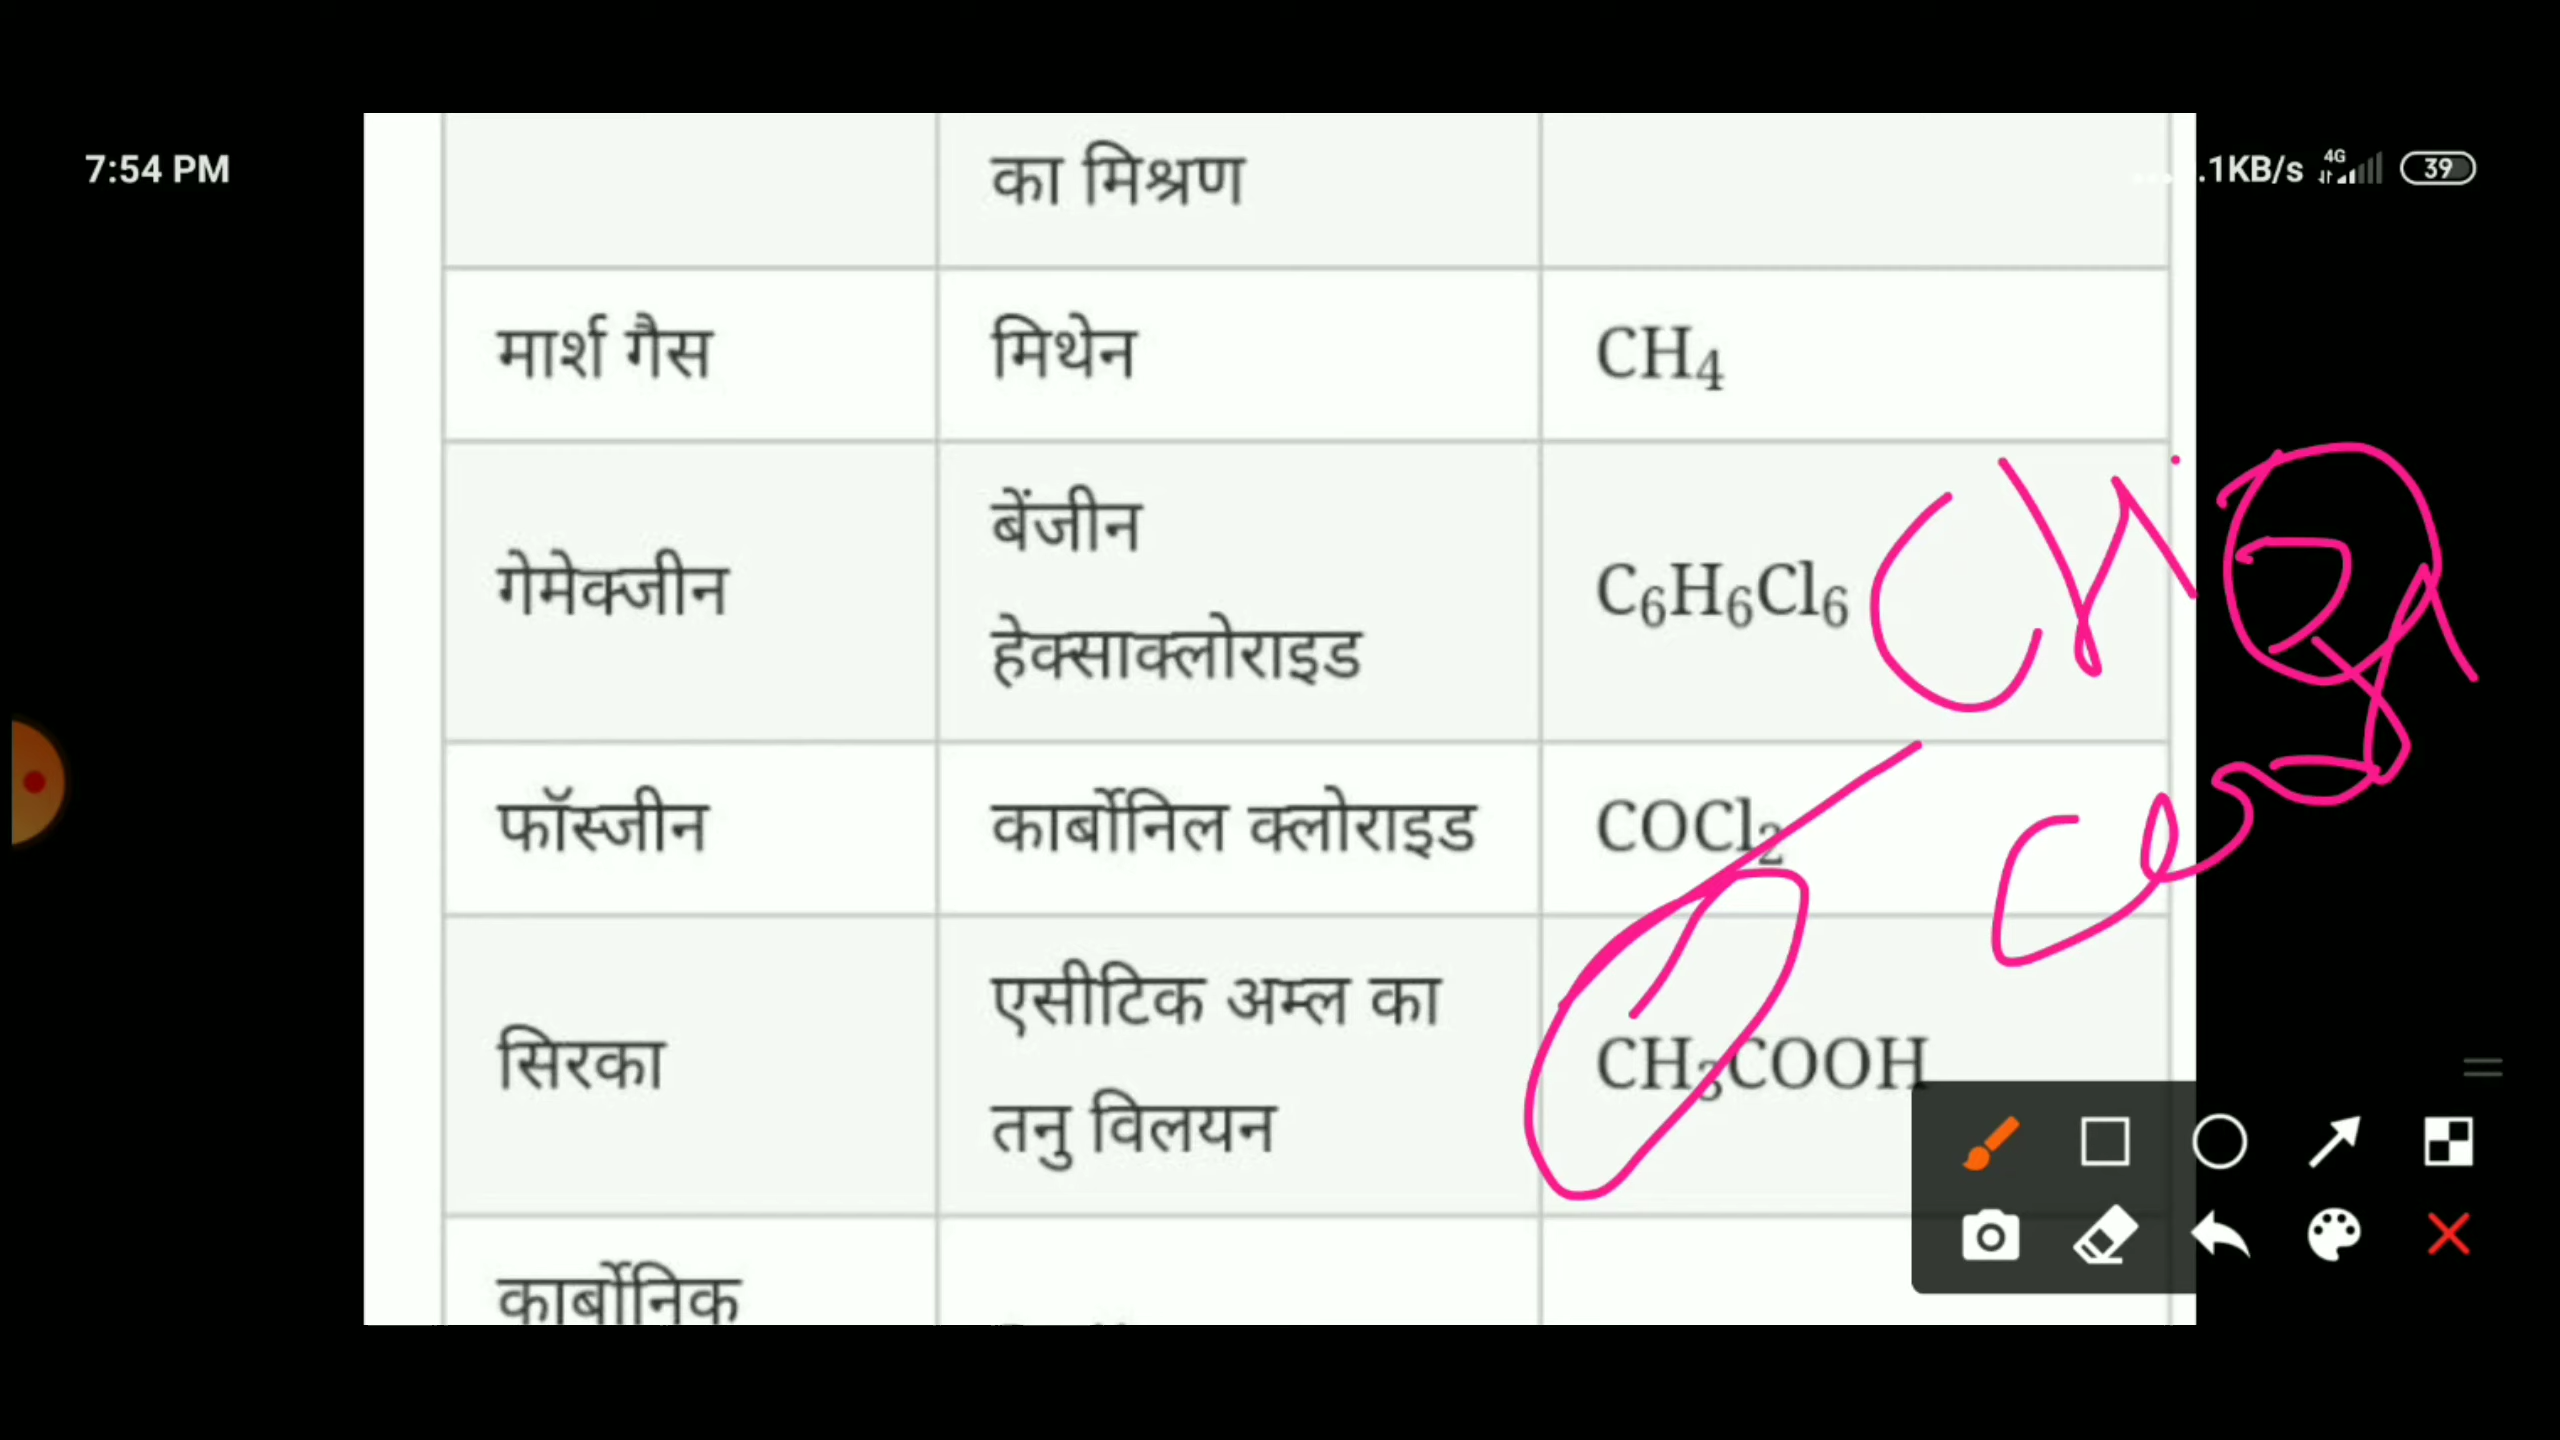 7:54 PM
.1KB/s 4G 39
का मिश्रण
मार्श गैस मिथेन CH₄
बेंजीन
गेमेक्जीन C₆H₆Cl₆
हेक्साक्लोराइड
फॉस्जीन कार्बोनिल क्लोराइड COCl₂
एसीटिक अम्ल का
सिरका CH₃COOH
तनु विलयन
कार्बोनिक